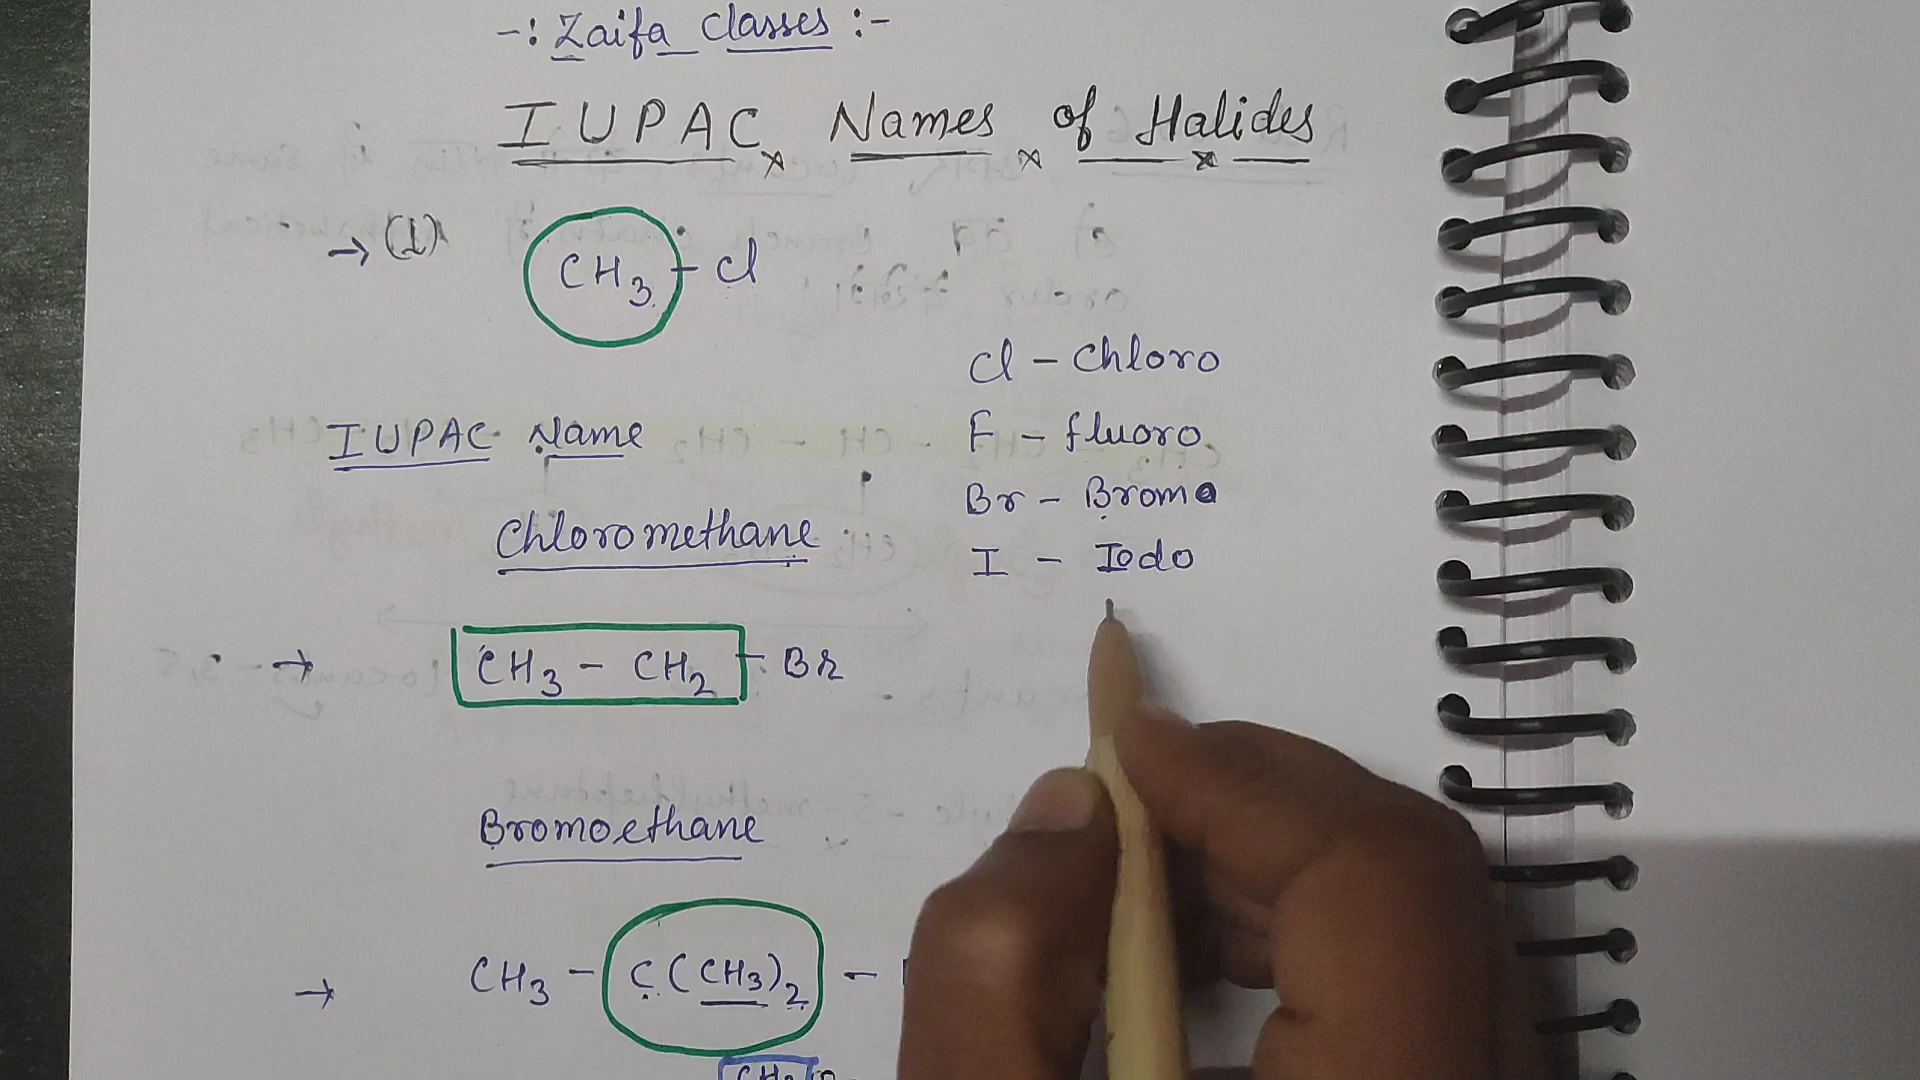 -: Zaifa Classes :-
IUPAC Names of Halides
→ (1) CH3 - Cl
Cl - Chloro
F - fluoro
Br - Bromo
I - Iodo
IUPAC Name
Chloromethane
→ CH3 - CH2 - Br
Bromoethane
→ CH3 - C(CH3)2 -